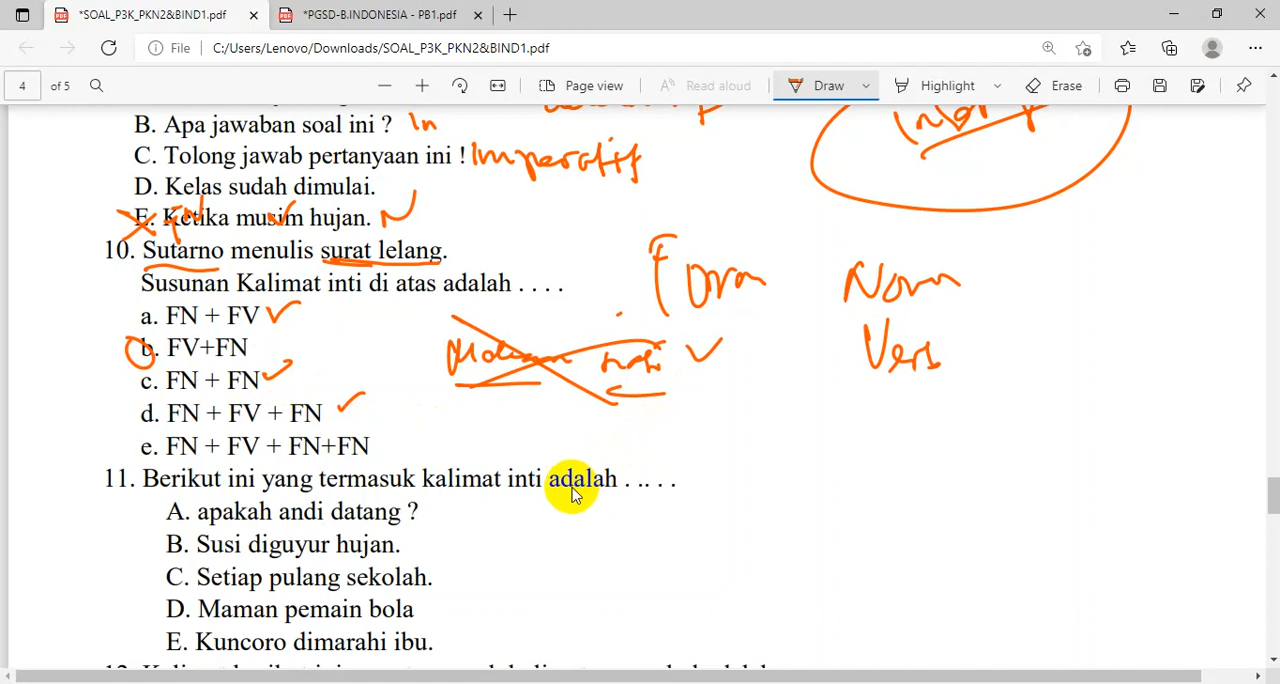 *SOAL_P3K_PKN2&BIND1.pdf
*PGSD-B.INDONESIA - PB1.pdf
File C:/Users/Lenovo/Downloads/SOAL_P3K_PKN2&BIND1.pdf
4 of 5 Page view Read aloud Draw Highlight Erase
B. Apa jawaban soal ini ? In
C. Tolong jawab pertanyaan ini ! Imperatif
D. Kelas sudah dimulai.
E. Ketika musim hujan.
FN V N
10. Sutarno menulis surat lelang.
Susunan Kalimat inti di atas adalah . . . .
a. FN + FV
b. FV+FN
c. FN + FN
d. FN + FV + FN
e. FN + FV + FN+FN
11. Berikut ini yang termasuk kalimat inti adalah . .. . .
A. apakah andi datang ?
B. Susi diguyur hujan.
C. Setiap pulang sekolah.
D. Maman pemain bola
E. Kuncoro dimarahi ibu.